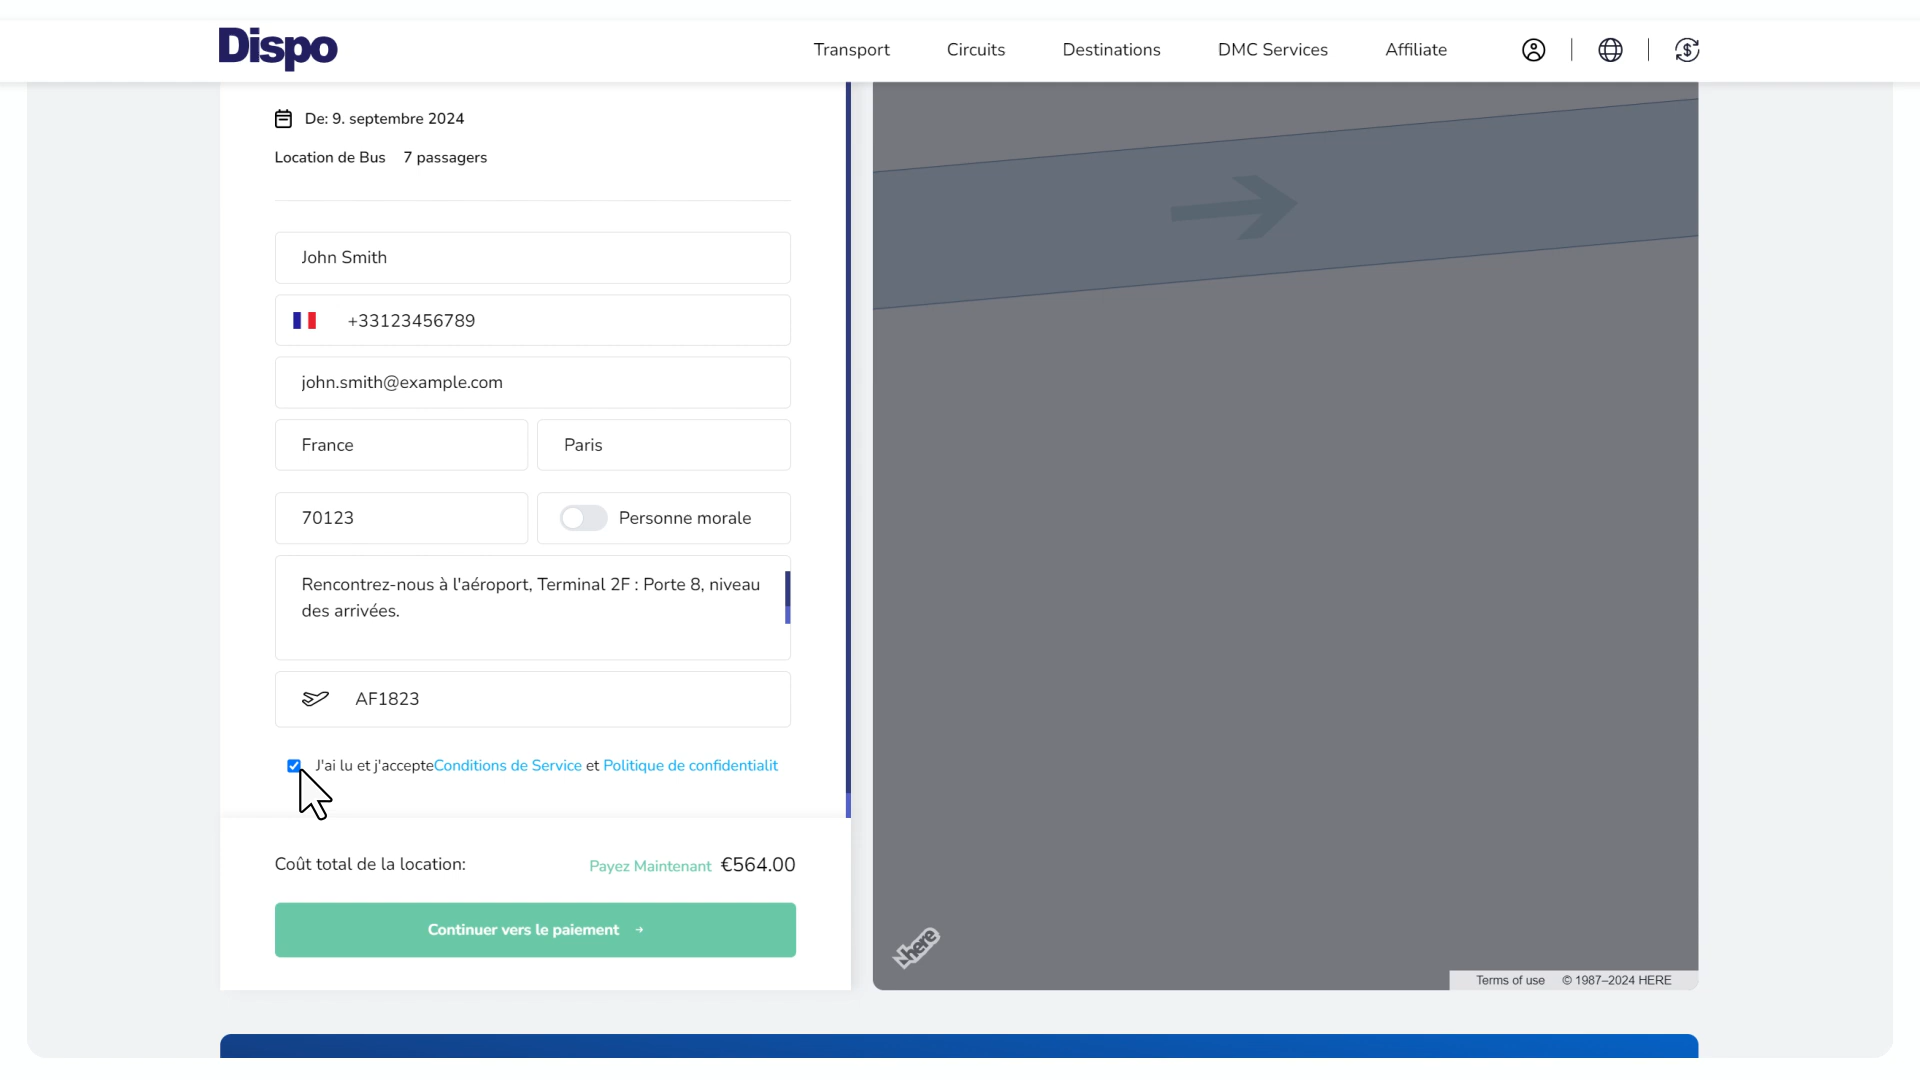 Dispo
Transport
Circuits
Destinations
DMC Services
Affiliate
De: 9. septembre 2024
Location de Bus
7 passagers
John Smith
+33123456789
john.smith@example.com
France
Paris
70123
Personne morale
Rencontrez-nous à l'aéroport, Terminal 2F : Porte 8, niveau
des arrivées.
AF1823
J'ai lu et j'accepteConditions de Service et Politique de confidentialit
Coût total de la location:
Payez Maintenant €564.00
Continuer vers le paiement →
here
Terms of use
© 1987–2024 HERE